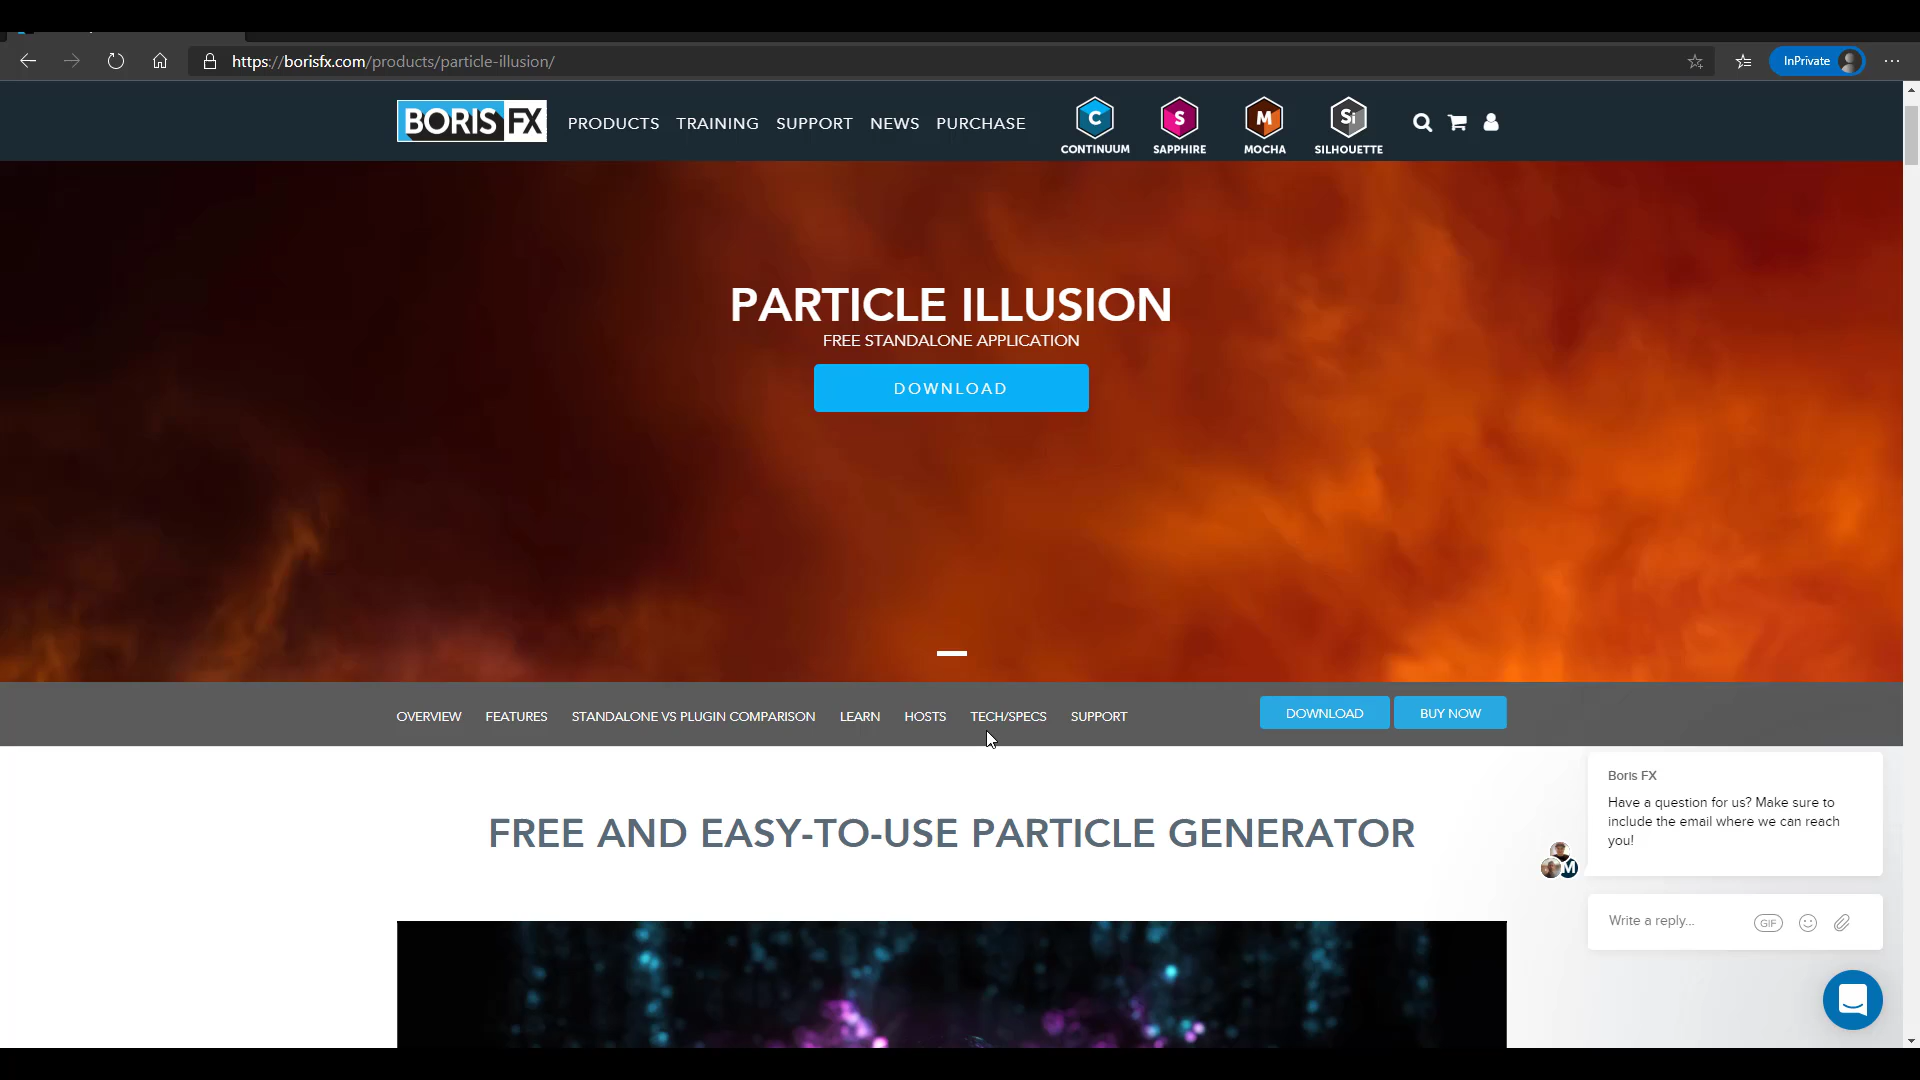 https://borisfx.com/products/particle-illusion/
InPrivate
BORIS FX
PRODUCTS
TRAINING
SUPPORT
NEWS
PURCHASE
C
CONTINUUM
S
SAPPHIRE
M
MOCHA
Si
SILHOUETTE
PARTICLE ILLUSION
FREE STANDALONE APPLICATION
DOWNLOAD
OVERVIEW
FEATURES
STANDALONE VS PLUGIN COMPARISON
LEARN
HOSTS
TECH/SPECS
SUPPORT
DOWNLOAD
BUY NOW
FREE AND EASY-TO-USE PARTICLE GENERATOR
Boris FX
Have a question for us? Make sure to
include the email where we can reach
you!
M
Write a reply...
GIF